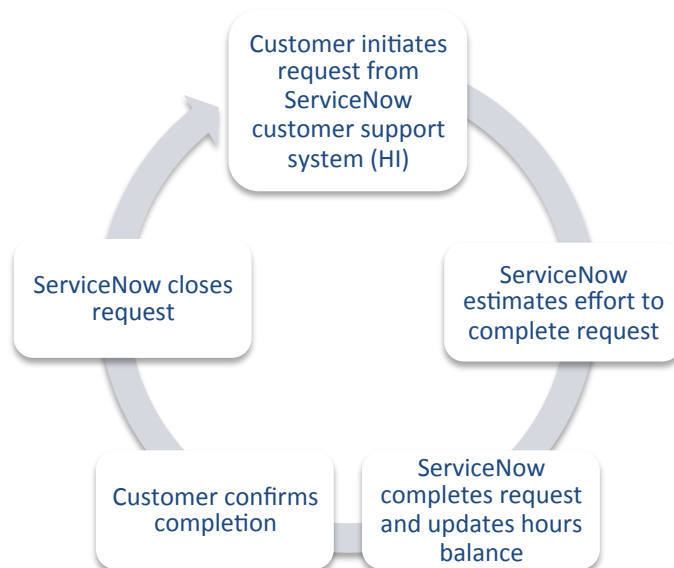 Customer initiates
request from
ServiceNow
customer support
system (HI)
ServiceNow
estimates effort to
complete request
ServiceNow
completes request
and updates hours
balance
Customer confirms
completion
ServiceNow closes
request